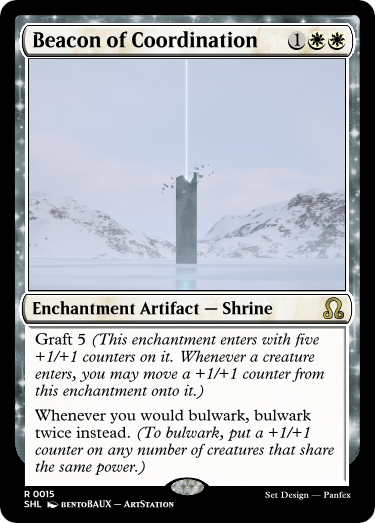 Beacon of Coordination 1
Enchantment Artifact — Shrine
Graft 5 (This enchantment enters with five
+1/+1 counters on it. Whenever a creature
enters, you may move a +1/+1 counter from
this enchantment onto it.)
Whenever you would bulwark, bulwark
twice instead. (To bulwark, put a +1/+1
counter on any number of creatures that share
the same power.)
R 0015
SHL bentoBAUX — ArtStation
Set Design — Panfex